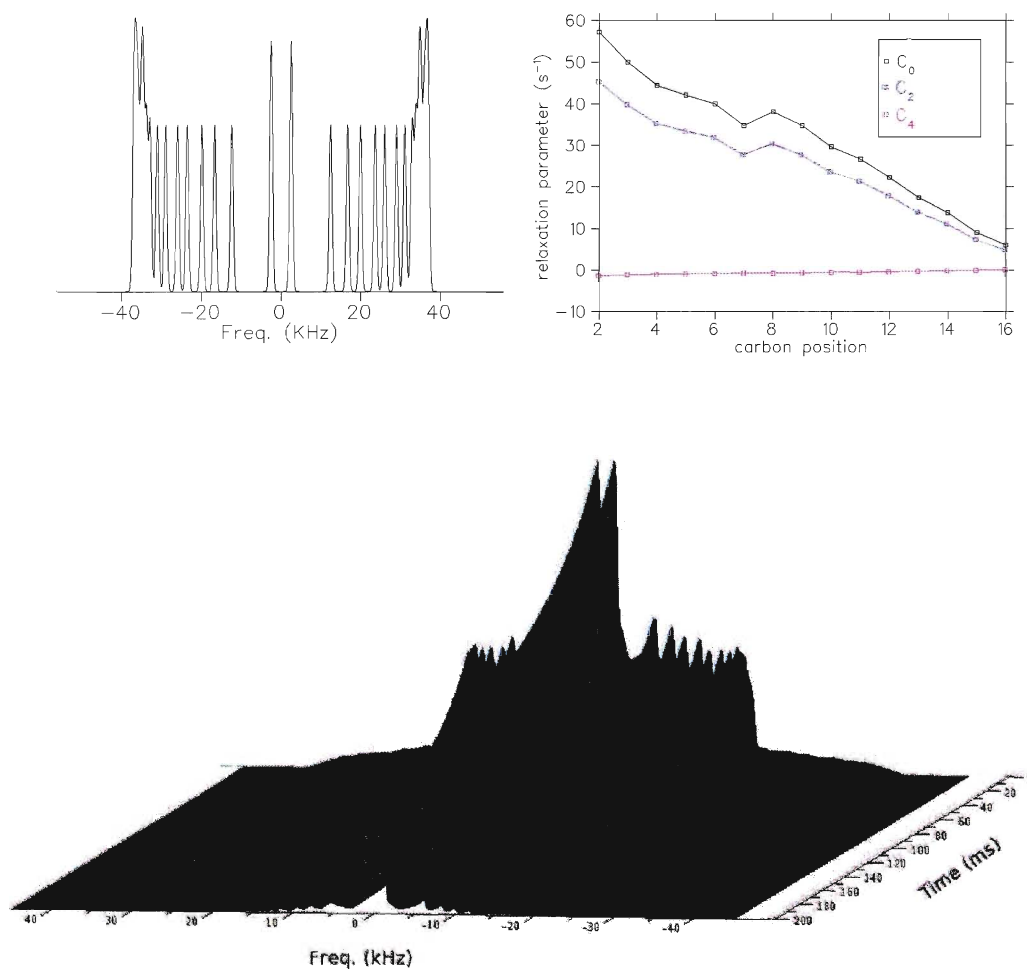 −40 −20 0 20 40
Freq. (KHz)
60
50
40
30
20
10
0
−10
relaxation parameter (s⁻¹)
C₀
C₂
C₄
2 4 6 8 10 12 14 16
carbon position
40 30 20 10 0 -10 -20 -30 -40
Freq. (kHz)
20
40
60
80
100
120
140
160
180
200
Time (ms)